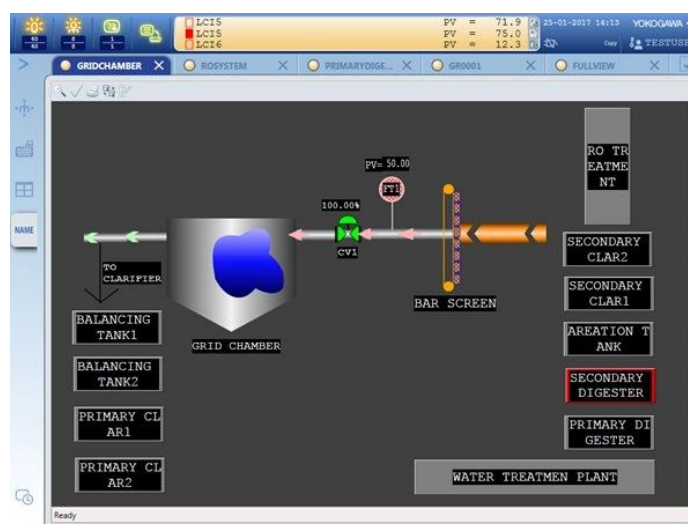 LCI5 PV = 71.9
LCI5 PV = 75.0
LCI6 PV = 12.3
25-01-2017 14:13 YOKOGAWA
Copy TESTUSE
GRIDCHAMBER X ROSYSTEM X PRIMARYDIGE... X GR0001 X FULLVIEW X
NAME
PV= 50.00
FT1
100.00%
CV1
TO
CLARIFIER
GRID CHAMBER
BAR SCREEN
BALANCING
TANK1
BALANCING
TANK2
PRIMARY CL
AR1
PRIMARY CL
AR2
RO TR
EATME
NT
SECONDARY
CLAR2
SECONDARY
CLAR1
AREATION T
ANK
SECONDARY
DIGESTER
PRIMARY DI
GESTER
WATER TREATMEN PLANT
Ready